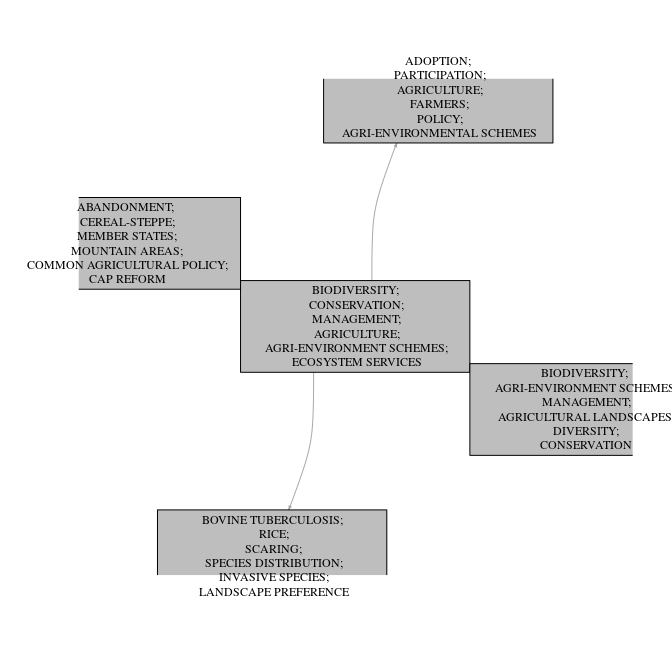 ADOPTION;
PARTICIPATION;
AGRICULTURE;
FARMERS;
POLICY;
AGRI-ENVIRONMENTAL SCHEMES
ABANDONMENT;
CEREAL-STEPPE;
MEMBER STATES;
MOUNTAIN AREAS;
COMMON AGRICULTURAL POLICY;
CAP REFORM
BIODIVERSITY;
CONSERVATION;
MANAGEMENT;
AGRICULTURE;
AGRI-ENVIRONMENT SCHEMES;
ECOSYSTEM SERVICES
BIODIVERSITY;
AGRI-ENVIRONMENT SCHEMES
MANAGEMENT;
AGRICULTURAL LANDSCAPES
DIVERSITY;
CONSERVATION
BOVINE TUBERCULOSIS;
RICE;
SCARING;
SPECIES DISTRIBUTION;
INVASIVE SPECIES;
LANDSCAPE PREFERENCE